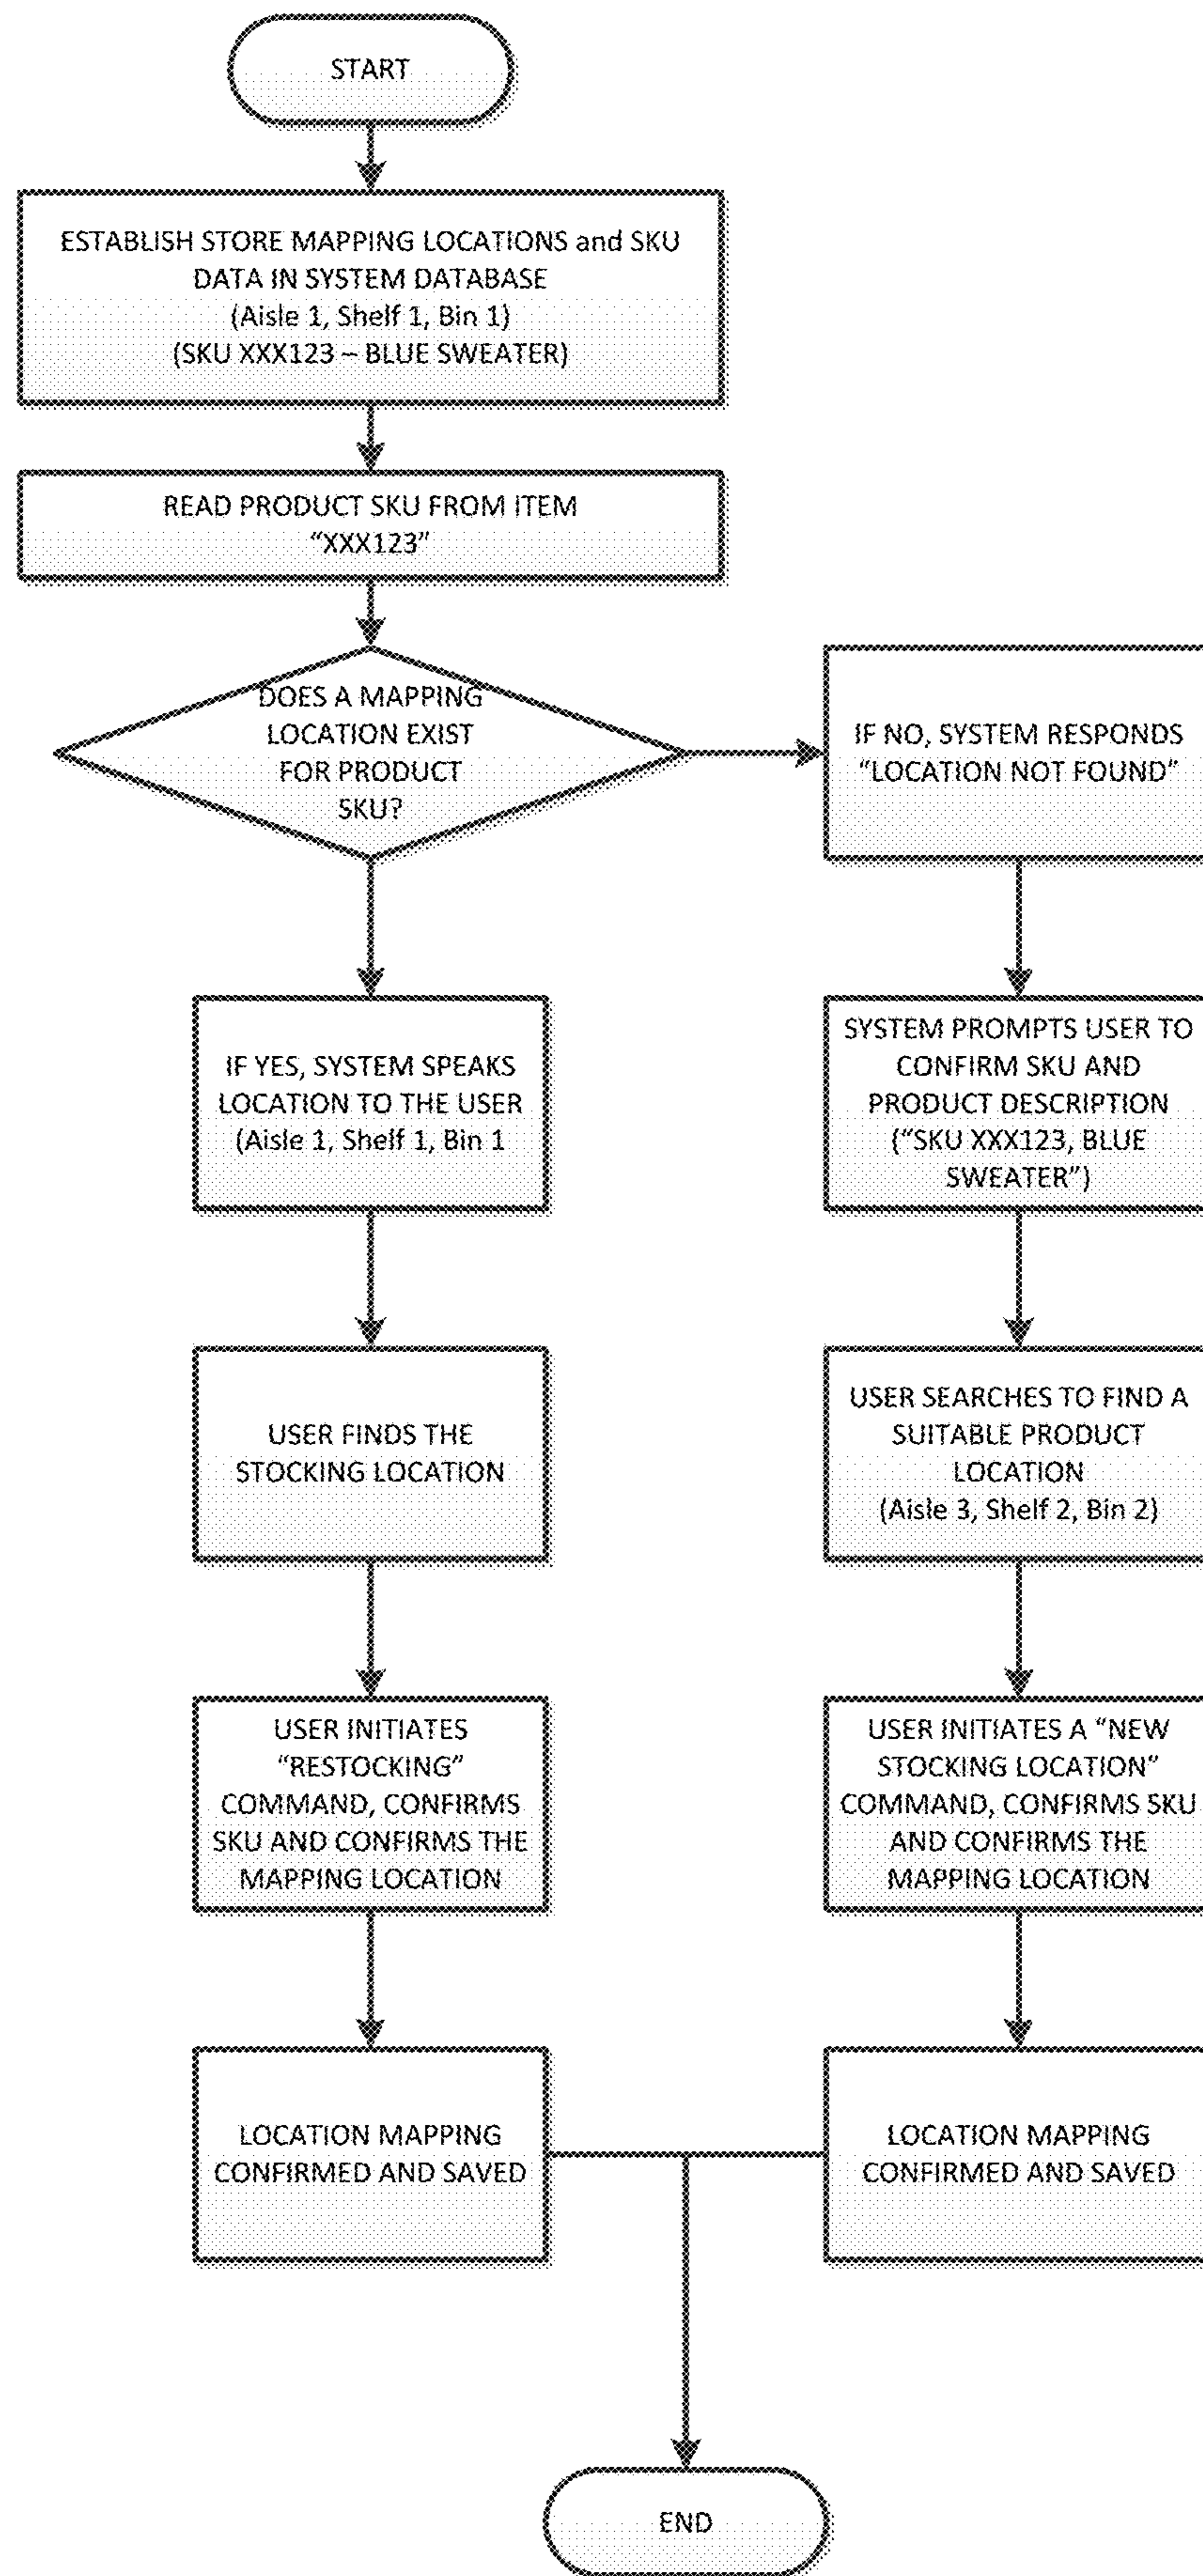 START
ESTABLISH STORE MAPPING LOCATIONS and SKU
DATA IN SYSTEM DATABASE
(Aisle 1, Shelf 1, Bin 1)
(SKU XXX123 – BLUE SWEATER)
READ PRODUCT SKU FROM ITEM
“XXX123”
DOES A MAPPING
LOCATION EXIST
FOR PRODUCT
SKU?
IF NO, SYSTEM RESPONDS
“LOCATION NOT FOUND”
IF YES, SYSTEM SPEAKS
LOCATION TO THE USER
(Aisle 1, Shelf 1, Bin 1
SYSTEM PROMPTS USER TO
CONFIRM SKU AND
PRODUCT DESCRIPTION
(“SKU XXX123, BLUE
SWEATER”)
USER FINDS THE
STOCKING LOCATION
USER SEARCHES TO FIND A
SUITABLE PRODUCT
LOCATION
(Aisle 3, Shelf 2, Bin 2)
USER INITIATES
“RESTOCKING”
COMMAND, CONFIRMS
SKU AND CONFIRMS THE
MAPPING LOCATION
USER INITIATES A “NEW
STOCKING LOCATION”
COMMAND, CONFIRMS SKU
AND CONFIRMS THE
MAPPING LOCATION
LOCATION MAPPING
CONFIRMED AND SAVED
LOCATION MAPPING
CONFIRMED AND SAVED
END